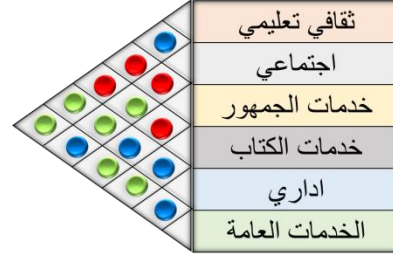 ثقافي تعليمي
اجتماعي
خدمات الجمهور
خدمات الكتاب
اداري
الخدمات العامة